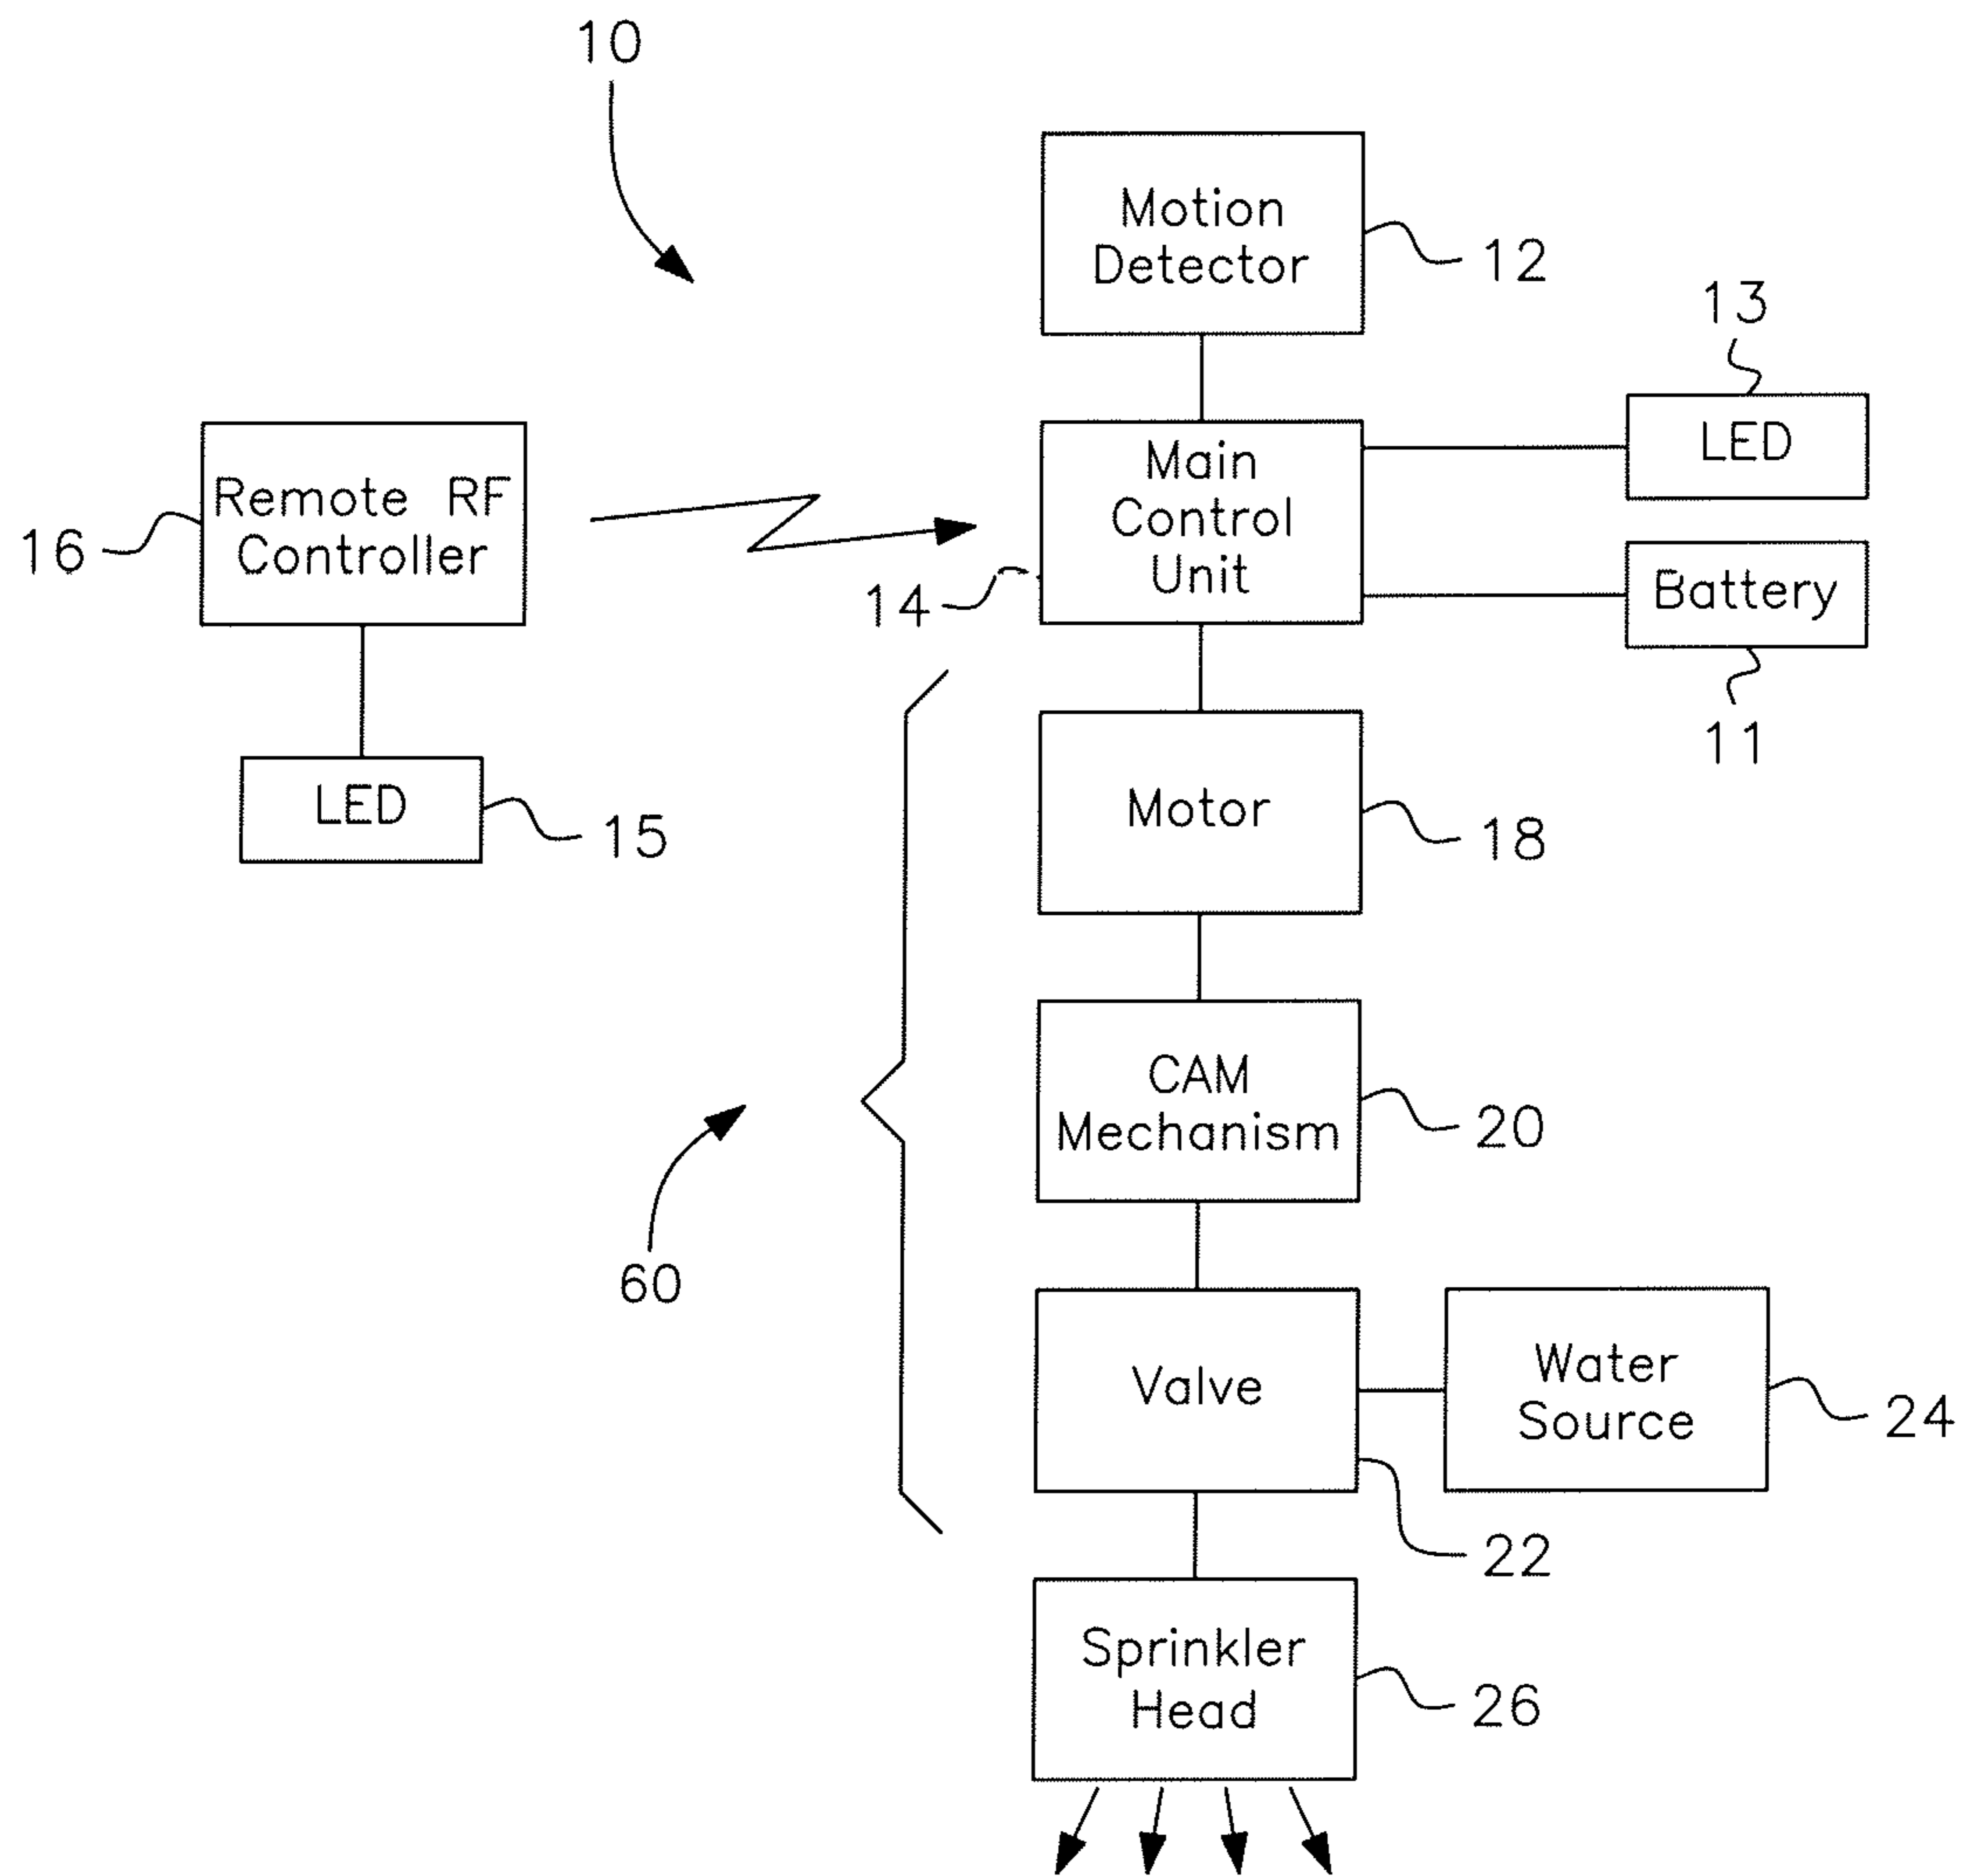 10
Motion
Detector
12
13
LED
Main
Control
Unit
Remote RF
Controller
16
14
Battery
11
LED
15
Motor
18
CAM
Mechanism
20
60
Valve
Water
Source
24
22
Sprinkler
Head
26